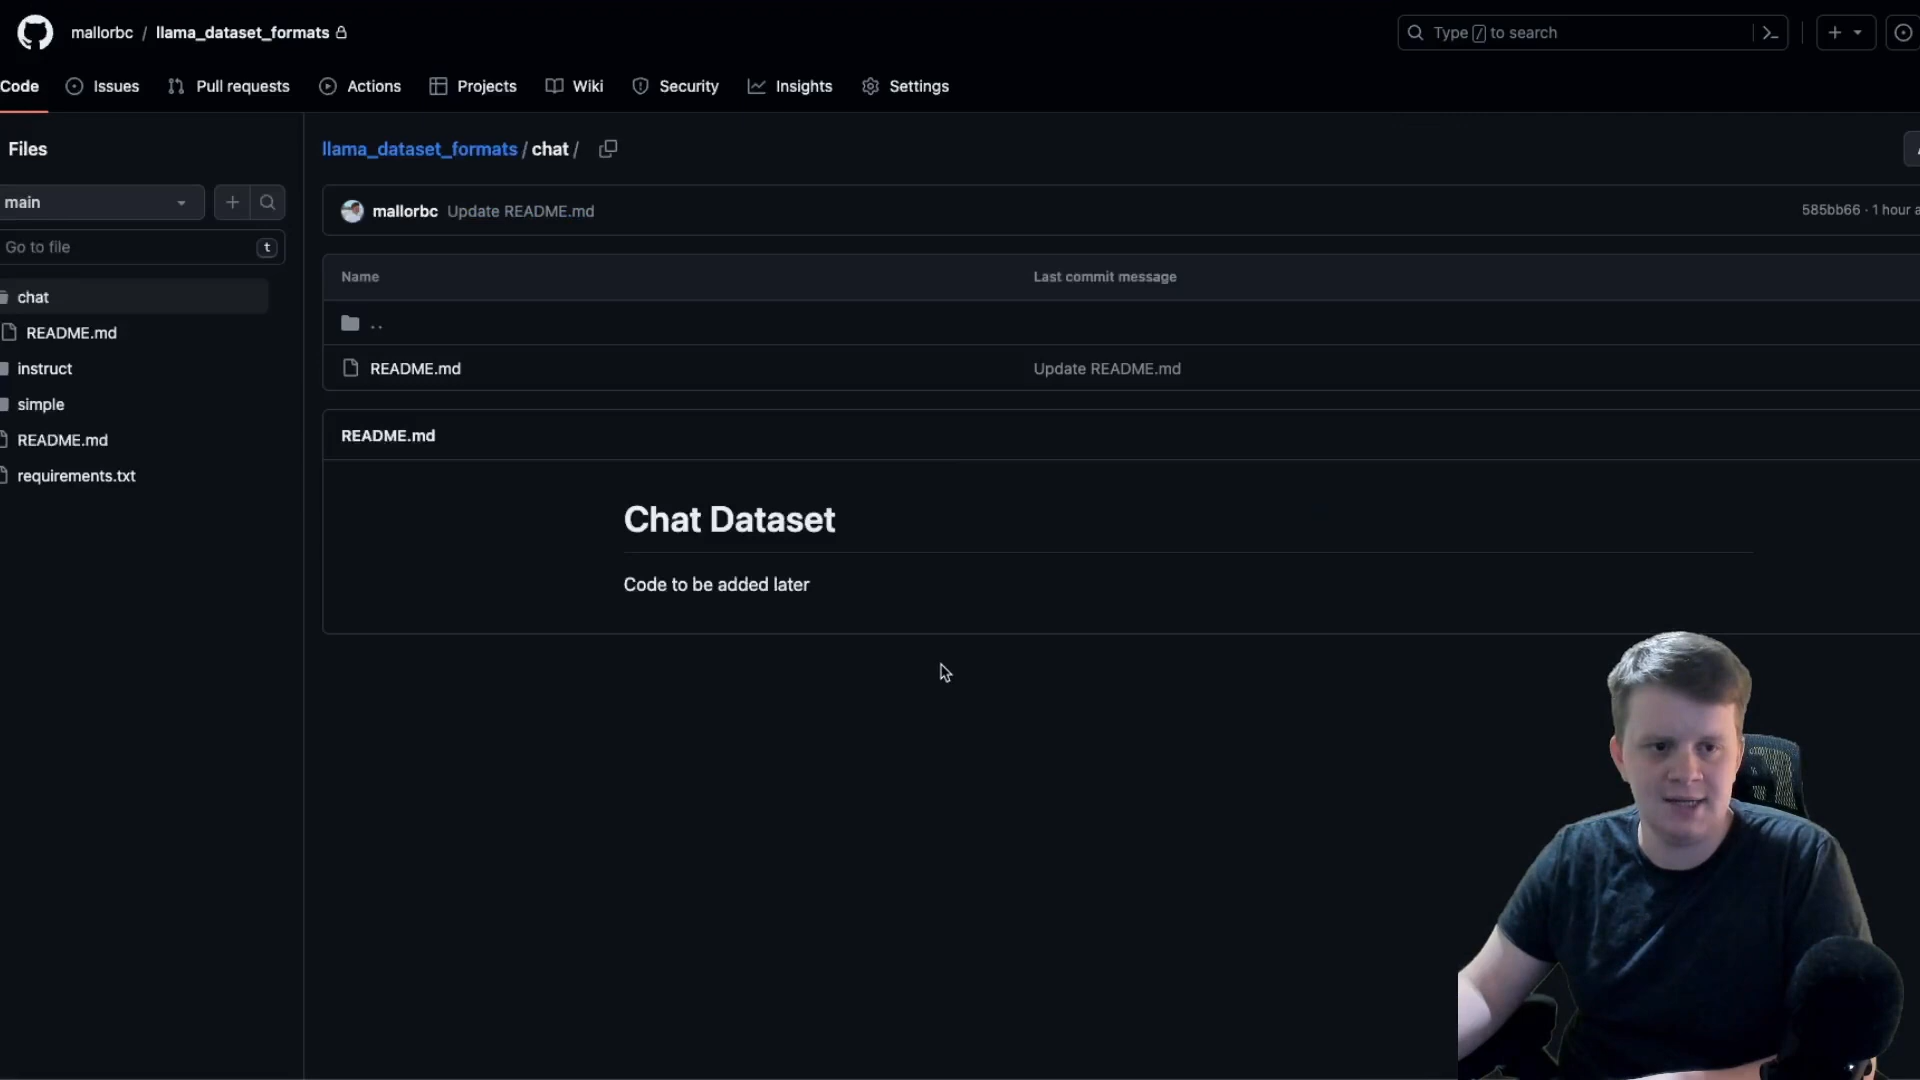 mallorbc / llama_dataset_formats
Type / to search
Code
Issues
Pull requests
Actions
Projects
Wiki
Security
Insights
Settings
Files
main
Go to file
t
chat
README.md
instruct
simple
README.md
requirements.txt
llama_dataset_formats / chat /
mallorbc Update README.md
585bb66 · 1 hour a
Name
Last commit message
..
README.md
Update README.md
README.md
Chat Dataset
Code to be added later